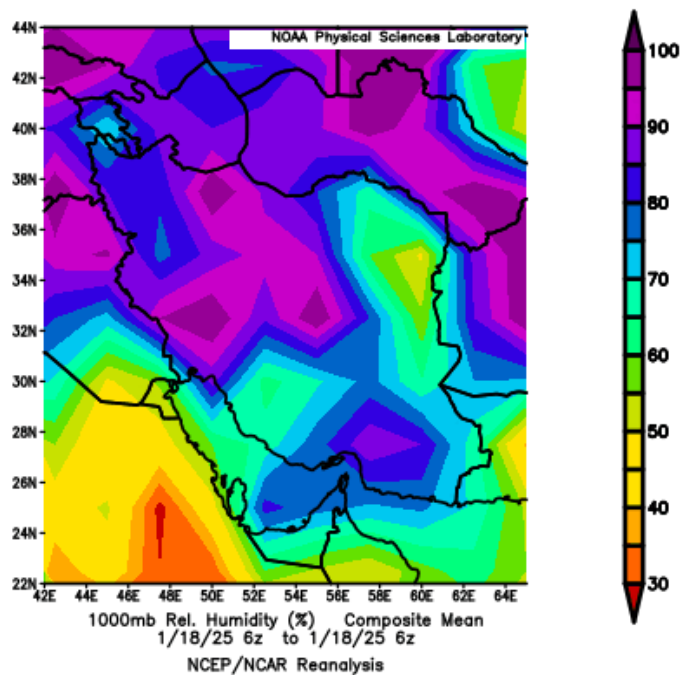 NOAA Physical Sciences Laboratory
44N
42N
40N
38N
36N
34N
32N
30N
28N
26N
24N
22N
42E 44E 46E 48E 50E 52E 54E 56E 58E 60E 62E 64E
100
90
80
70
60
50
40
30
1000mb Rel. Humidity (%) Composite Mean
1/18/25 6z to 1/18/25 6z
NCEP/NCAR Reanalysis